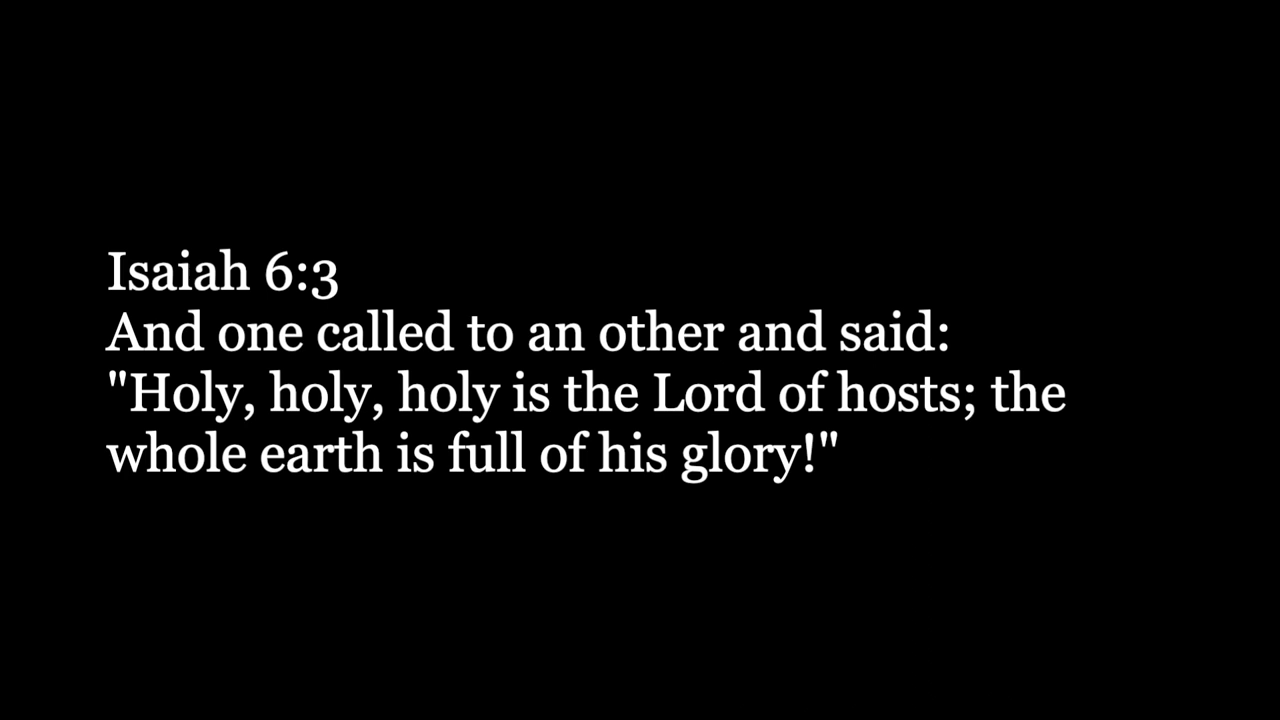 Isaiah 6:3
And one called to an other and said:
"Holy, holy, holy is the Lord of hosts; the
whole earth is full of his glory!"